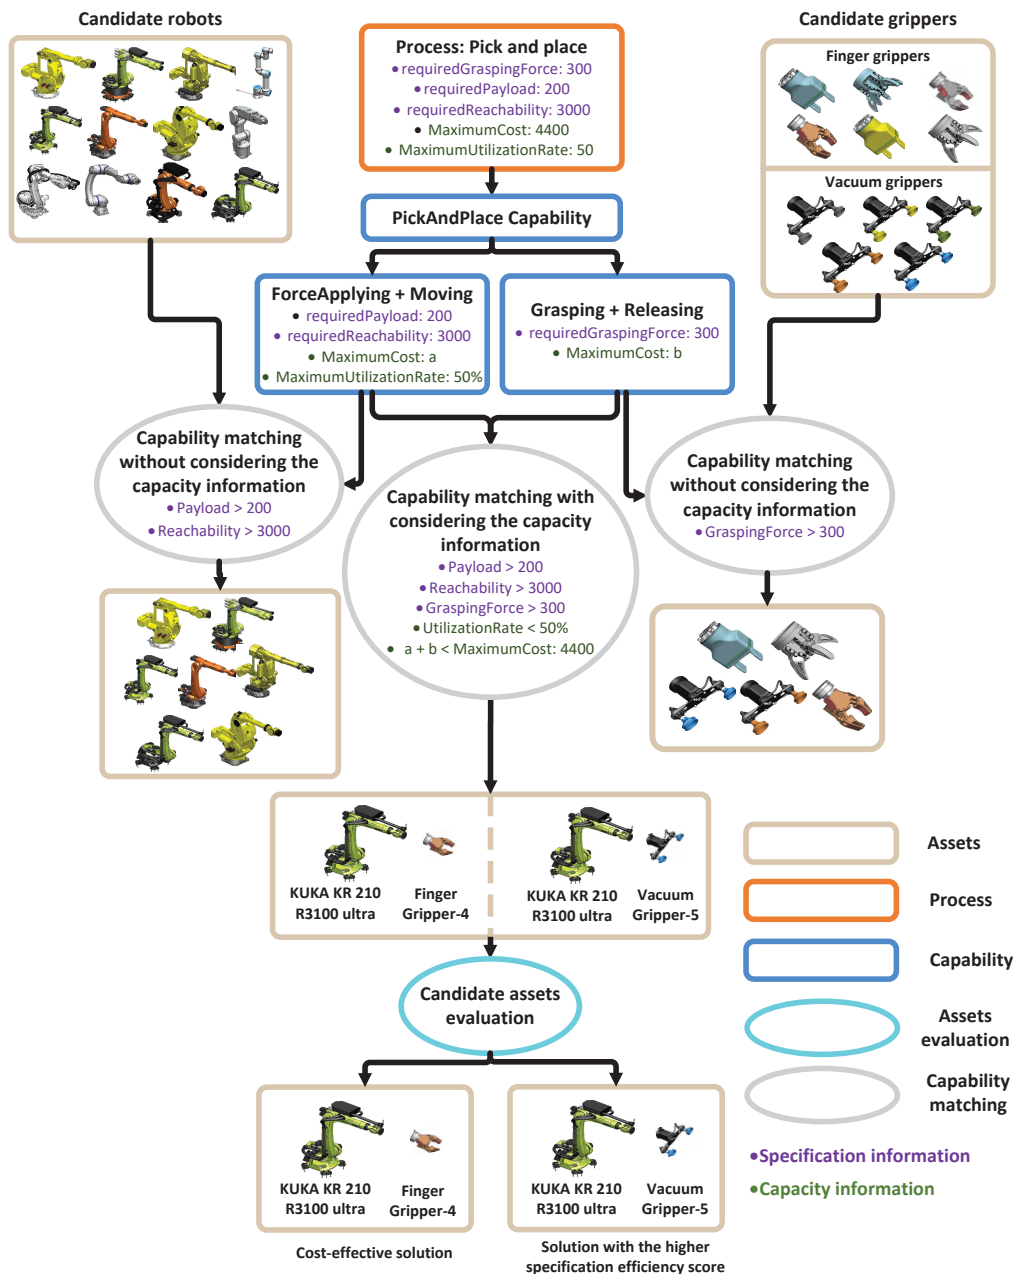 Candidate robots
Process: Pick and place
• requiredGraspingForce: 300
• requiredPayload: 200
• requiredReachability: 3000
• MaximumCost: 4400
• MaximumUtilizationRate: 50
Candidate grippers
Finger grippers
Vacuum grippers
PickAndPlace Capability
ForceApplying + Moving
• requiredPayload: 200
• requiredReachability: 3000
• MaximumCost: a
• MaximumUtilizationRate: 50%
Grasping + Releasing
• requiredGraspingForce: 300
• MaximumCost: b
Capability matching
without considering the
capacity information
• Payload > 200
• Reachability > 3000
Capability matching with
considering the capacity
information
• Payload > 200
• Reachability > 3000
• GraspingForce > 300
• UtilizationRate < 50%
• a + b < MaximumCost: 4400
Capability matching
without considering the
capacity information
• GraspingForce > 300
KUKA KR 210
R3100 ultra
Finger
Gripper-4
KUKA KR 210
R3100 ultra
Vacuum
Gripper-5
Candidate assets
evaluation
KUKA KR 210
R3100 ultra
Finger
Gripper-4
Cost-effective solution
KUKA KR 210
R3100 ultra
Vacuum
Gripper-5
Solution with the higher
specification efficiency score
Assets
Process
Capability
Assets
evaluation
Capability
matching
•Specification information
•Capacity information